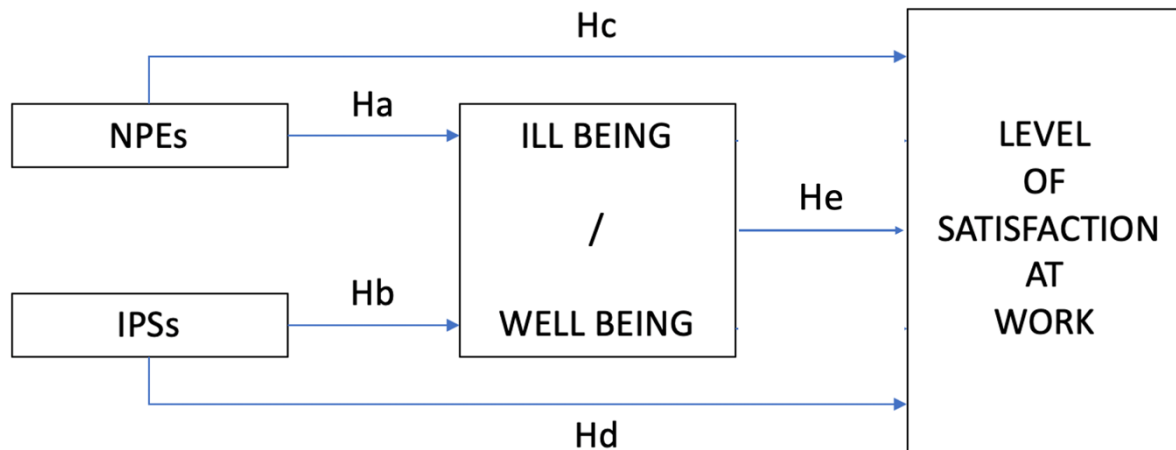 Hc
NPEs
Ha
ILL BEING
/
WELL BEING
He
LEVEL
OF
SATISFACTION
AT
WORK
IPSs
Hb
Hd